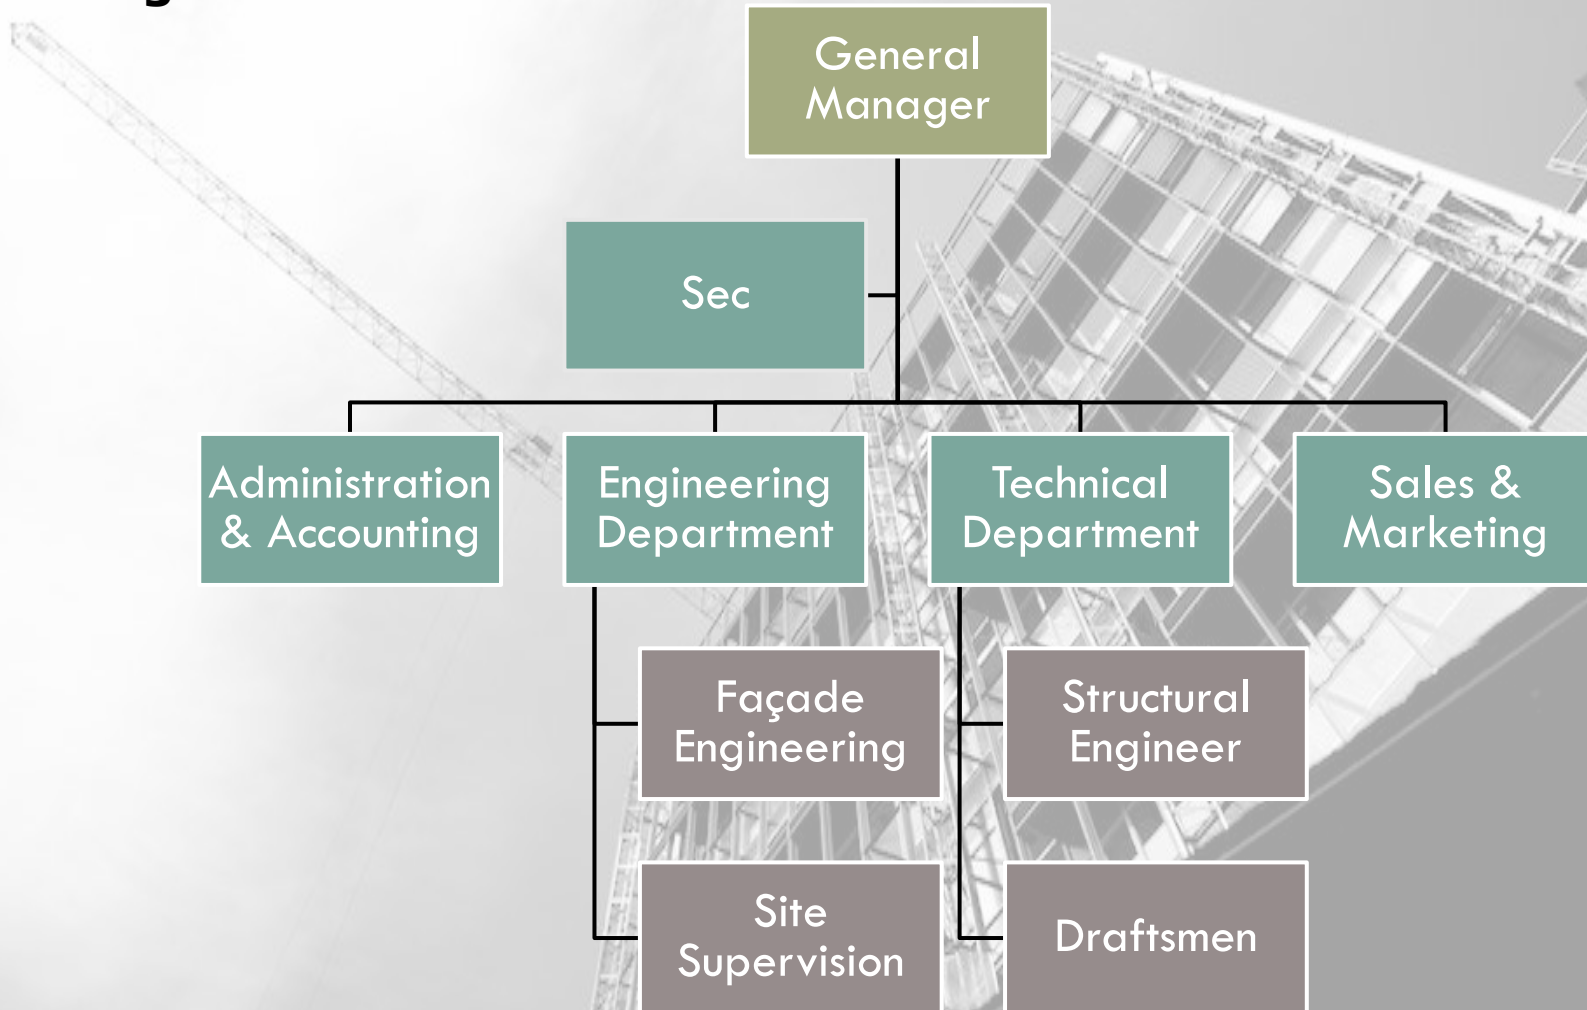 General
Manager
Sec
Administration
& Accounting
Engineering
Department
Technical
Department
Sales &
Marketing
Façade
Engineering
Structural
Engineer
Site
Supervision
Draftsmen